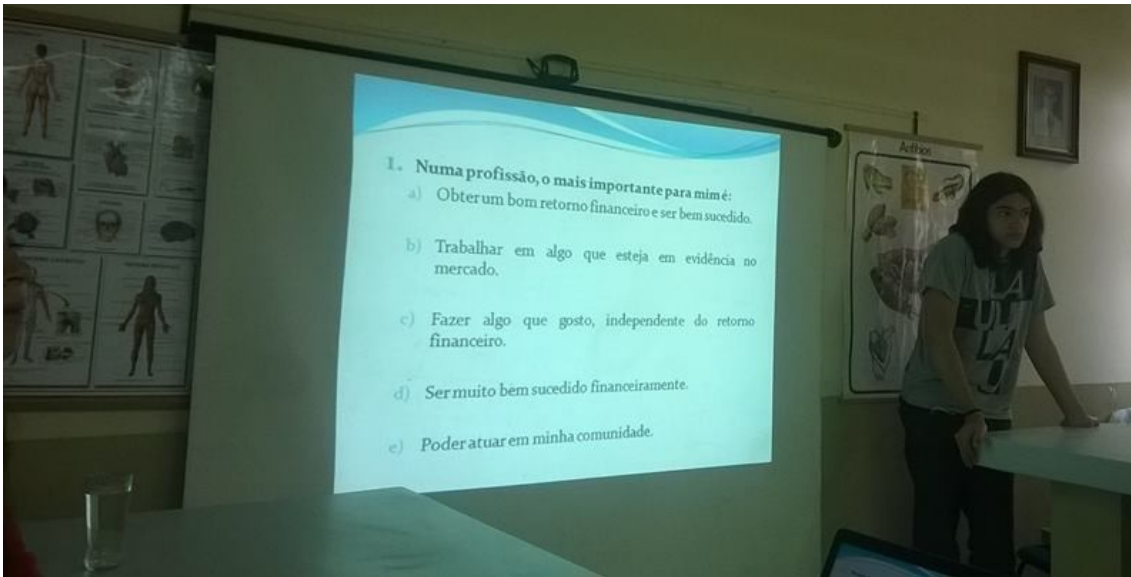 1. Numa profissão, o mais importante para mim é:
a) Obter um bom retorno financeiro e ser bem sucedido.
b) Trabalhar em algo que esteja em evidência no
mercado.
c) Fazer algo que gosto, independente do retorno
financeiro.
d) Ser muito bem sucedido financeiramente.
e) Poder atuar em minha comunidade.